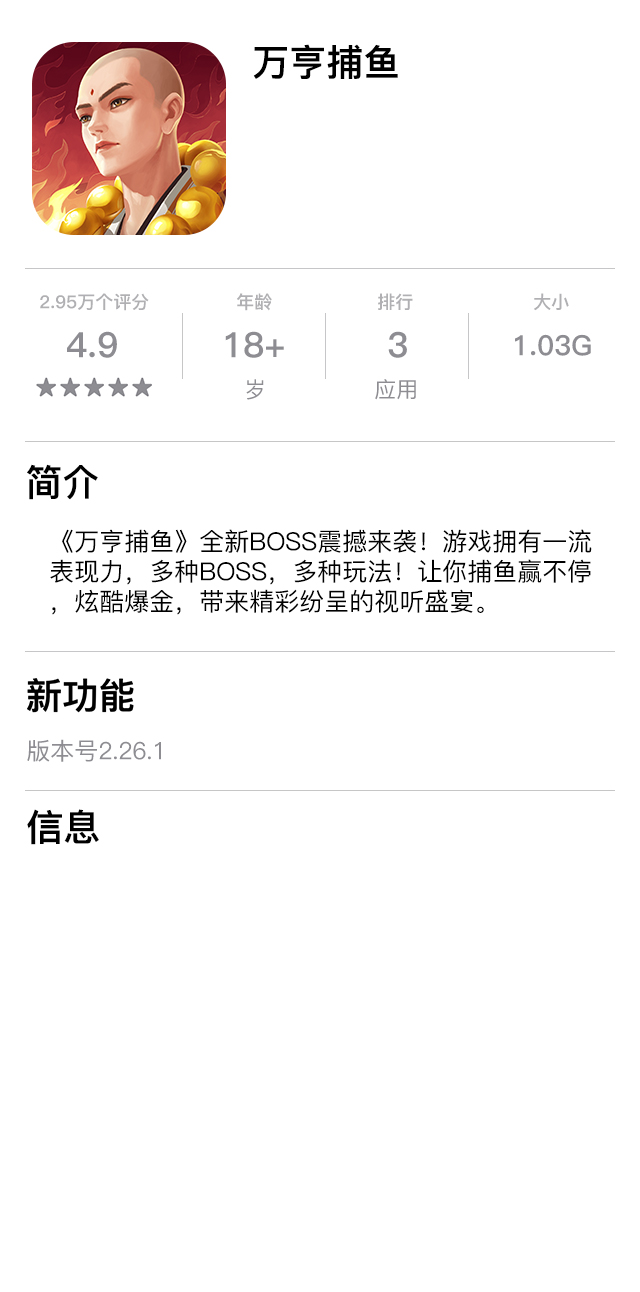 万亨捕鱼
2.95万个评分
年龄
排行
大小
4.9
18+
3
1.03G
★★★★★
岁
应用
简介
《万亨捕鱼》全新BOSS震撼来袭！游戏拥有一流
表现力，多种BOSS，多种玩法！让你捕鱼赢不停
，炫酷爆金，带来精彩纷呈的视听盛宴。
新功能
版本号2.26.1
信息